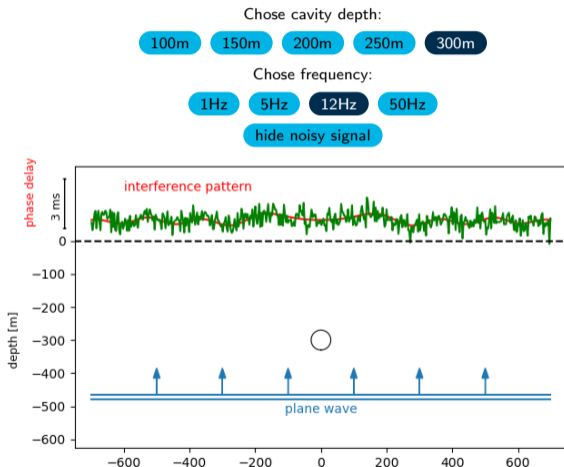 Chose cavity depth:
100m 150m 200m 250m 300m
Chose frequency:
1Hz 5Hz 12Hz 50Hz
hide noisy signal
phase delay
3 ms
interference pattern
0
−100
−200
−300
−400
−500
−600
depth [m]
plane wave
−600 −400 −200 0 200 400 600